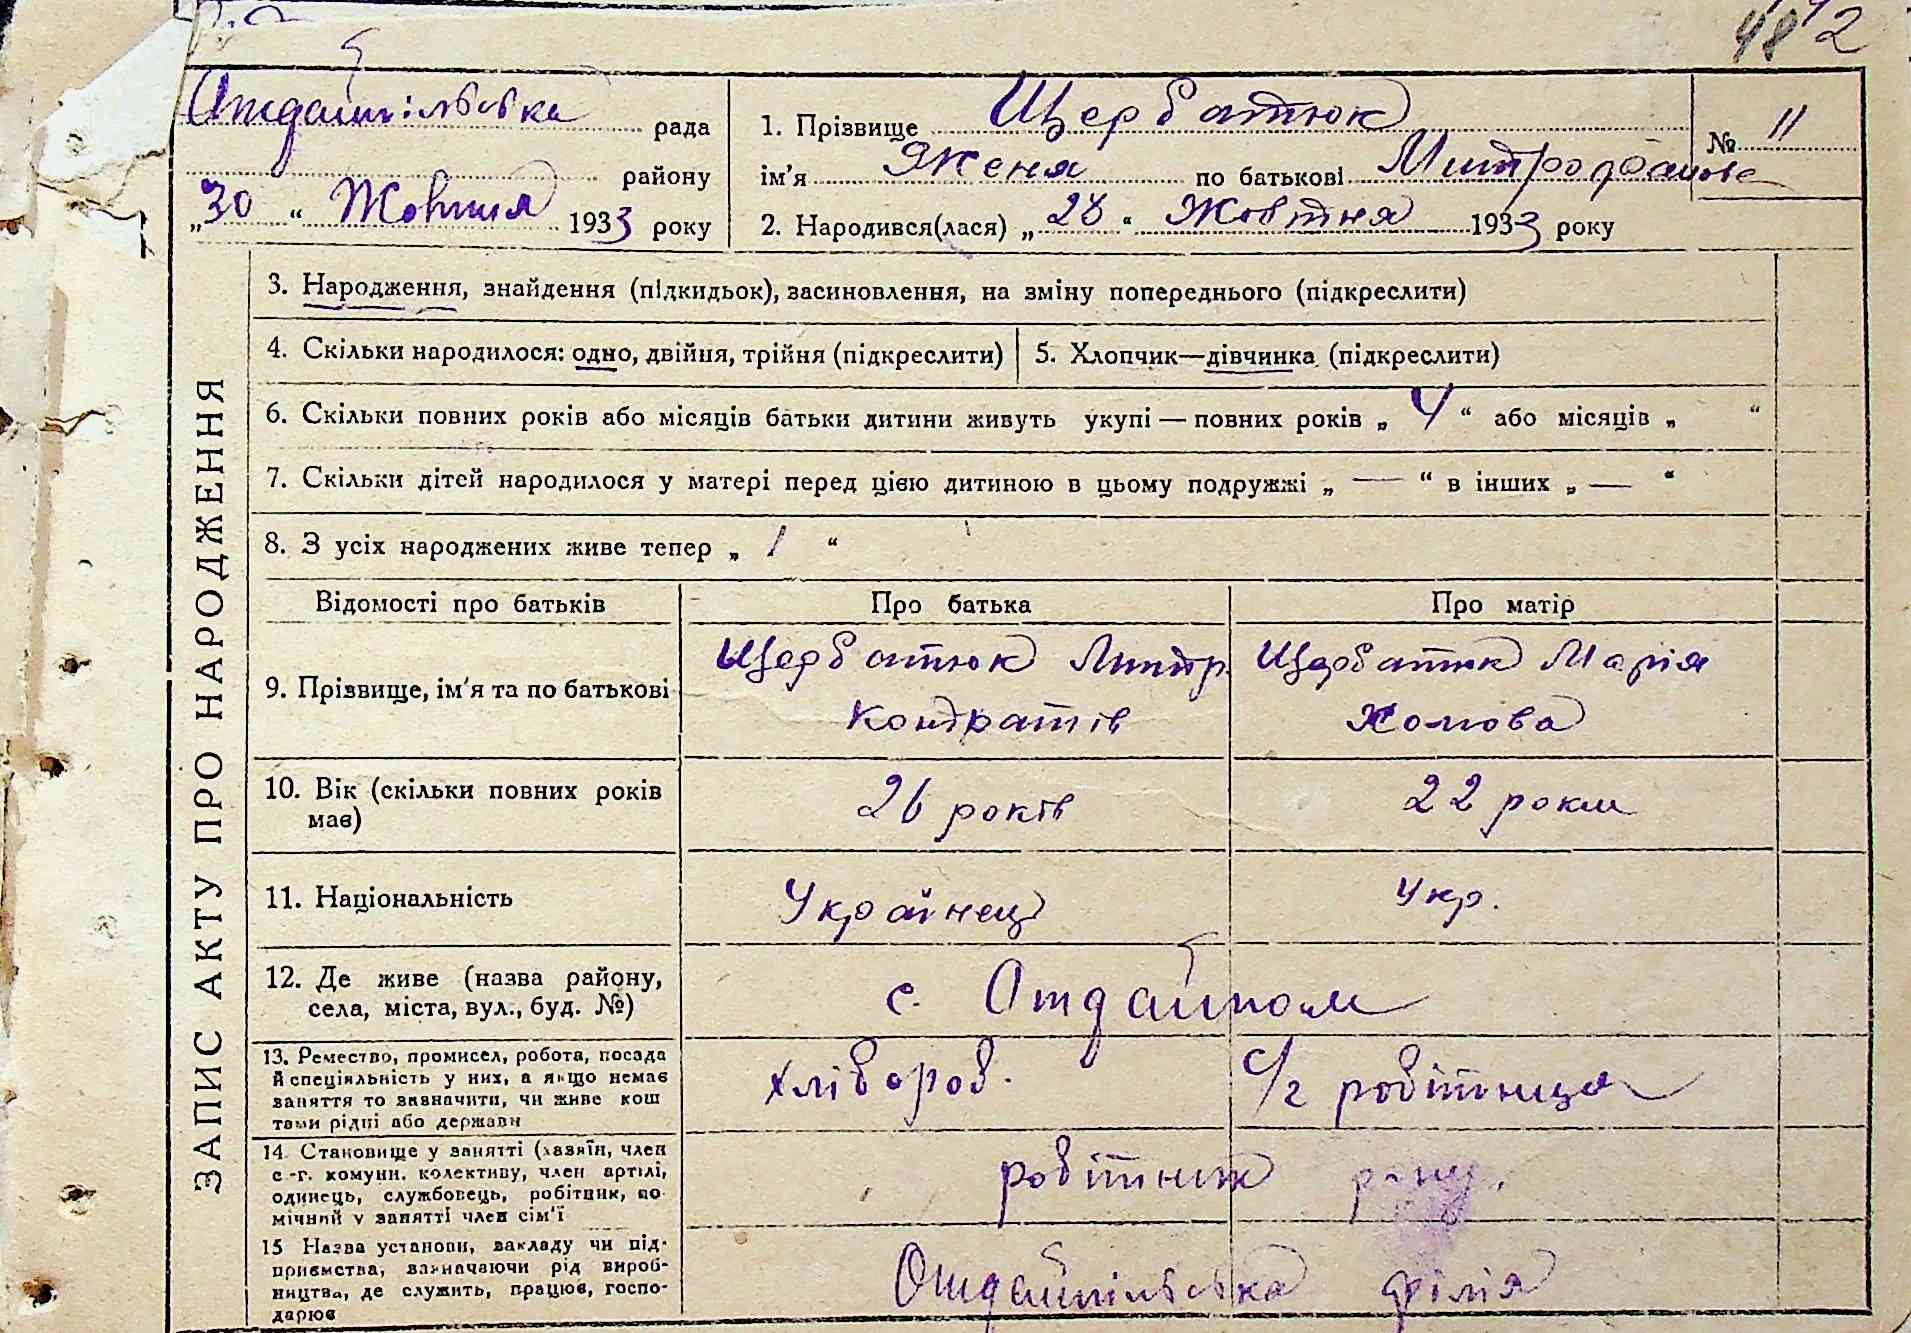 48 2
Отдайпільська рада
району
„30“ Жовтня 1933 року
1. Прізвище Щербатюк
№ 11
ім'я Женя по батькові Митрофанова
2. Народився(лася) „28“ Жовтня 1933 року
ЗАПИС АКТУ ПРО НАРОДЖЕННЯ
3. Народження, знайдення (підкидьок), засиновлення, на зміну попереднього (підкреслити)
4. Скільки народилося: одно, двійня, трійня (підкреслити)
5. Хлопчик—дівчинка (підкреслити)
6. Скільки повних років або місяців батьки дитини живуть укупі — повних років „ 4 “ або місяців „ “
7. Скільки дітей народилося у матері перед цією дитиною в цьому подружжі „ — “ в інших „ — “
8. З усіх народжених живе тепер „ 1 “
Відомості про батьків
Про батька
Про матір
9. Прізвище, ім'я та по батькові
Щербатюк Митр.
Кондратів
Щербатюк Марія
Хомова
10. Вік (скільки повних років
має)
26 років
22 роки
11. Національність
Українець
Укр.
12. Де живе (назва району,
села, міста, вул., буд. №)
с. Отдайпом
13. Ремество, промисел, робота, посада
й спеціяльність у них, а якщо немає
заняття то зазначити, чи живе кош
тами рідні або держави
хлібороб.
с/г робітниця
14. Становище у занятті (хазяїн, член
с.-г. комуни, колективу, член артілі,
одинець, службовець, робітник, по-
мічний у занятті член сім'ї
робітник
15 Назва установи, закладу чи під-
приємства, зазначаючи рід вироб-
ництва, де служить, працює, госпо-
дарює
Отдайпільська філія